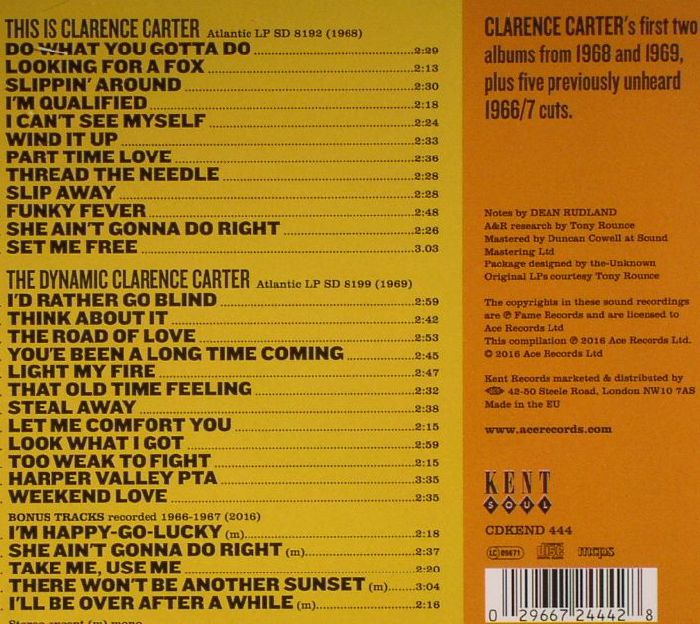 THIS IS CLARENCE CARTER Atlantic LP SD 8192 (1968)
DO WHAT YOU GOTTA DO 2:29
LOOKING FOR A FOX 2:13
SLIPPIN' AROUND 2:30
I'M QUALIFIED 2:18
I CAN'T SEE MYSELF 2:24
WIND IT UP 2:33
PART TIME LOVE 2:36
THREAD THE NEEDLE 2:28
SLIP AWAY 2:28
FUNKY FEVER 2:48
SHE AIN'T GONNA DO RIGHT 2:26
SET ME FREE 3.03
THE DYNAMIC CLARENCE CARTER Atlantic LP SD 8199 (1969)
I'D RATHER GO BLIND 2:59
THINK ABOUT IT 2:42
THE ROAD OF LOVE 2:53
YOU'E BEEN A LONG TIME COMING 2:45
LIGHT MY FIRE 2:47
THAT OLD TIME FEELING 2:32
STEAL AWAY 2:38
LET ME COMFORT YOU 2:15
LOOK WHAT I GOT 2:59
TOO WEAK TO FIGHT 2:15
HARPER VALLEY PTA 3:35
WEEKEND LOVE 2:35
BONUS TRACKS recorded 1966-1967 (2016)
I'M HAPPY-GO-LUCKY (m) 2:18
SHE AIN'T GONNA DO RIGHT (m) 2:37
TAKE ME, USE ME 2:20
THERE WON'T BE ANOTHER SUNSET (m) 3:04
I'LL BE OVER AFTER A WHILE (m) 2:16
Stereo except (m) mono
CLARENCE CARTER's first two
albums from 1968 and 1969,
plus five previously unheard
1966/7 cuts.
Notes by DEAN RUDLAND
A&R research by Tony Rounce
Mastered by Duncan Cowell at Sound
Mastering Ltd
Package designed by the-Unknown
Original LPs courtesy Tony Rounce
The copyrights in these sound recordings
are ℗ Fame Records and are licensed to
Ace Records Ltd
This compilation ℗ 2016 Ace Records Ltd.
© 2016 Ace Records Ltd
Kent Records marketed & distributed by
42-50 Steele Road, London NW10 7AS
Made in the EU
www.acerecords.com
KENT
SOUL
CDKEND 444
LC 09671 mcps
0 29667 24442 8